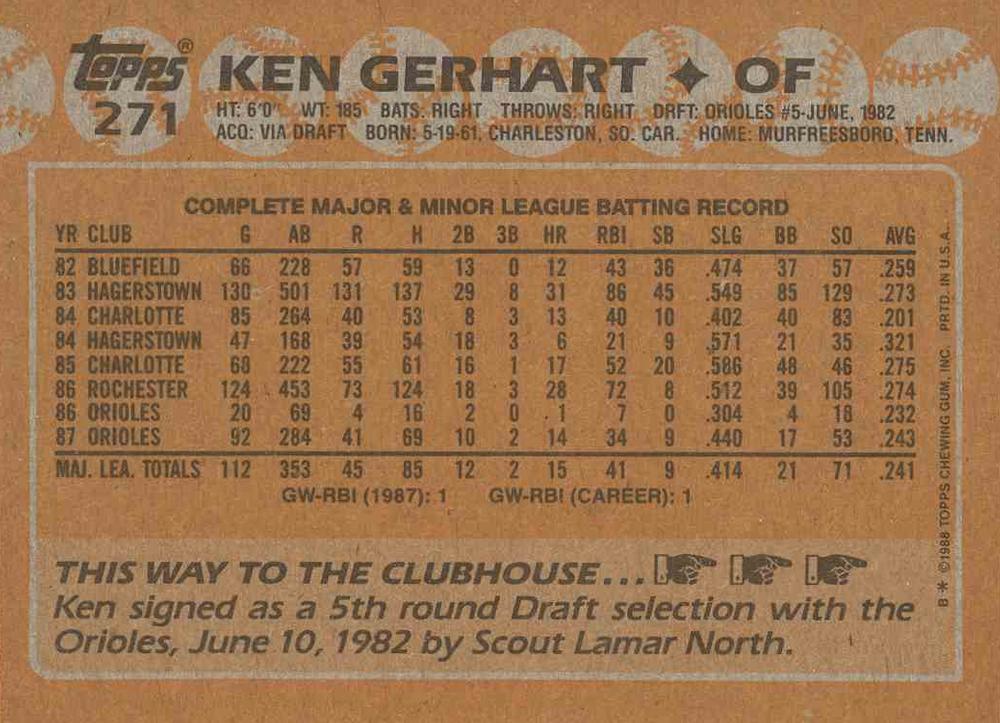 topps® KEN GERHART ✦ OF
271 HT: 6'0" WT: 185 BATS: RIGHT THROWS: RIGHT DRFT: ORIOLES #5-JUNE, 1982
ACQ: VIA DRAFT BORN: 5-19-61, CHARLESTON, SO. CAR. HOME: MURFREESBORO, TENN.
COMPLETE MAJOR & MINOR LEAGUE BATTING RECORD
YR CLUB G AB R H 2B 3B HR RBI SB SLG BB SO AVG
82 BLUEFIELD 66 228 57 59 13 0 12 43 36 .474 37 57 .259
83 HAGERSTOWN 130 501 131 137 29 8 31 86 45 .549 85 129 .273
84 CHARLOTTE 85 264 40 53 8 3 13 40 10 .402 40 83 .201
84 HAGERSTOWN 47 168 39 54 18 3 6 21 9 .571 21 35 .321
85 CHARLOTTE 68 222 55 61 16 1 17 52 20 .586 48 46 .275
86 ROCHESTER 124 453 73 124 18 3 28 72 8 .512 39 105 .274
86 ORIOLES 20 69 4 16 2 0 1 7 0 .304 4 18 .232
87 ORIOLES 92 284 41 69 10 2 14 34 9 .440 17 53 .243
MAJ. LEA. TOTALS 112 353 45 85 12 2 15 41 9 .414 21 71 .241
GW-RBI (1987): 1 GW-RBI (CAREER): 1
THIS WAY TO THE CLUBHOUSE...
Ken signed as a 5th round Draft selection with the
Orioles, June 10, 1982 by Scout Lamar North.
B* ©1988 TOPPS CHEWING GUM, INC. PRTD. IN U.S.A.